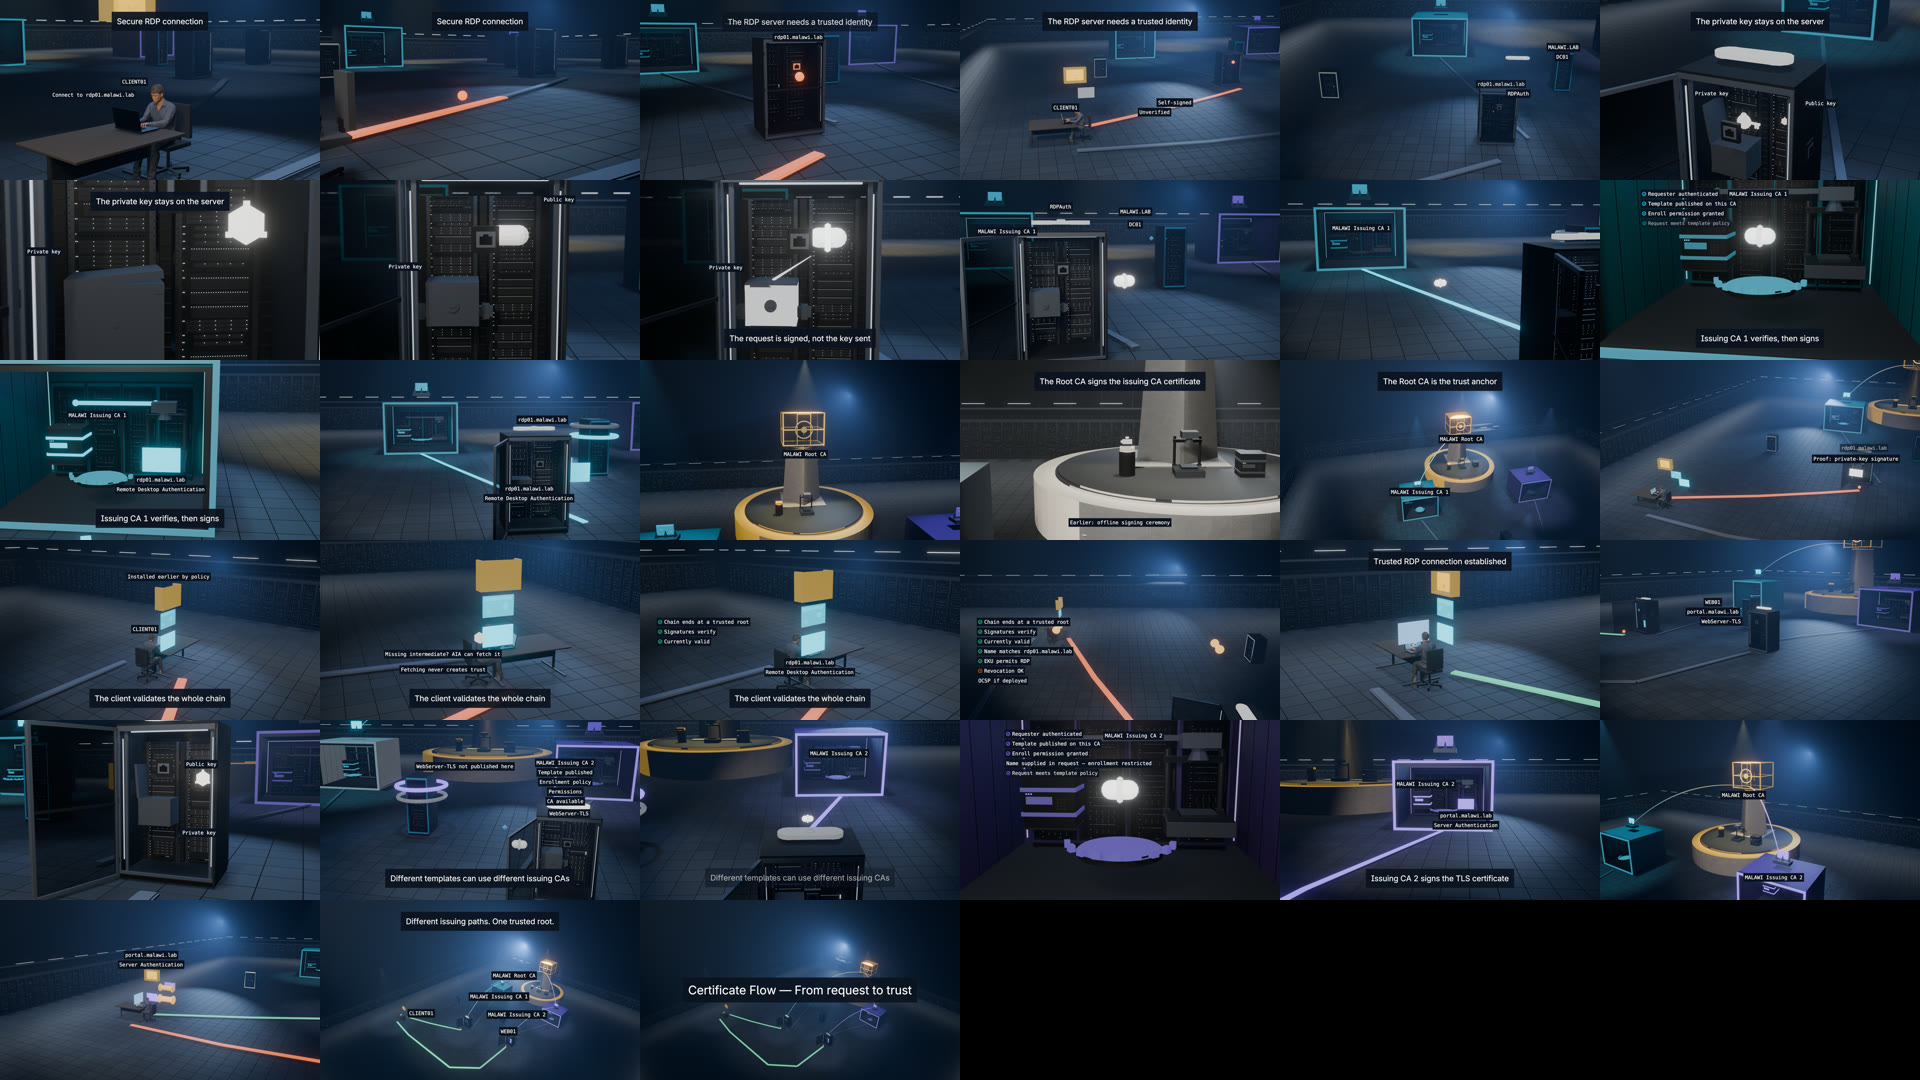 Secure RDP connection
CLIENT01
Connect to rdp01.malawi.lab
Secure RDP connection
The RDP server needs a trusted identity
rdp01.malawi.lab
The RDP server needs a trusted identity
CLIENT01
Self-signed
Unverified
MALAWI.LAB
DC01
rdp01.malawi.lab
RDPAuth
The private key stays on the server
Private key
Public key
The private key stays on the server
Private key
Public key
Private key
Private key
The request is signed, not the key sent
RDPAuth
MALAWI.LAB
DC01
MALAWI Issuing CA 1
MALAWI Issuing CA 1
Requester authenticated
MALAWI Issuing CA 1
Template published on this CA
Enroll permission granted
Request meets template policy
Issuing CA 1 verifies, then signs
MALAWI Issuing CA 1
rdp01.malawi.lab
Remote Desktop Authentication
Issuing CA 1 verifies, then signs
rdp01.malawi.lab
rdp01.malawi.lab
Remote Desktop Authentication
MALAWI Root CA
The Root CA signs the issuing CA certificate
Earlier: offline signing ceremony
The Root CA is the trust anchor
MALAWI Root CA
MALAWI Issuing CA 1
rdp01.malawi.lab
Proof: private-key signature
Installed earlier by policy
CLIENT01
The client validates the whole chain
Missing intermediate? AIA can fetch it
Fetching never creates trust
The client validates the whole chain
Chain ends at a trusted root
Signatures verify
Currently valid
rdp01.malawi.lab
Remote Desktop Authentication
The client validates the whole chain
Chain ends at a trusted root
Signatures verify
Currently valid
Name matches rdp01.malawi.lab
EKU permits RDP
Revocation OK
OCSP if deployed
Trusted RDP connection established
WEB01
portal.malawi.lab
WebServer-TLS
Public key
Private key
WebServer-TLS not published here
MALAWI Issuing CA 2
Template published
Enrollment policy
Permissions
CA available
WebServer-TLS
Different templates can use different issuing CAs
MALAWI Issuing CA 2
Different templates can use different issuing CAs
Requester authenticated
MALAWI Issuing CA 2
Template published on this CA
Enroll permission granted
Name supplied in request — enrollment restricted
Request meets template policy
MALAWI Issuing CA 2
portal.malawi.lab
Server Authentication
Issuing CA 2 signs the TLS certificate
MALAWI Root CA
MALAWI Issuing CA 2
portal.malawi.lab
Server Authentication
Different issuing paths. One trusted root.
MALAWI Root CA
MALAWI Issuing CA 1
CLIENT01
MALAWI Issuing CA 2
WEB01
Certificate Flow — From request to trust